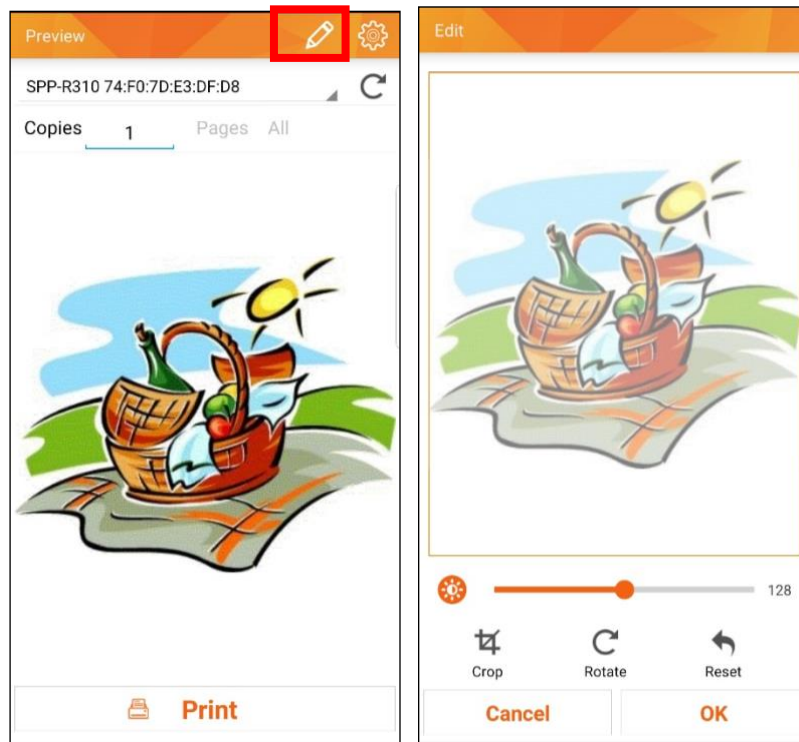 Preview
SPP-R310 74:F0:7D:E3:DF:D8
Copies 1 Pages All
Print
Edit
128
Crop Rotate Reset
Cancel OK